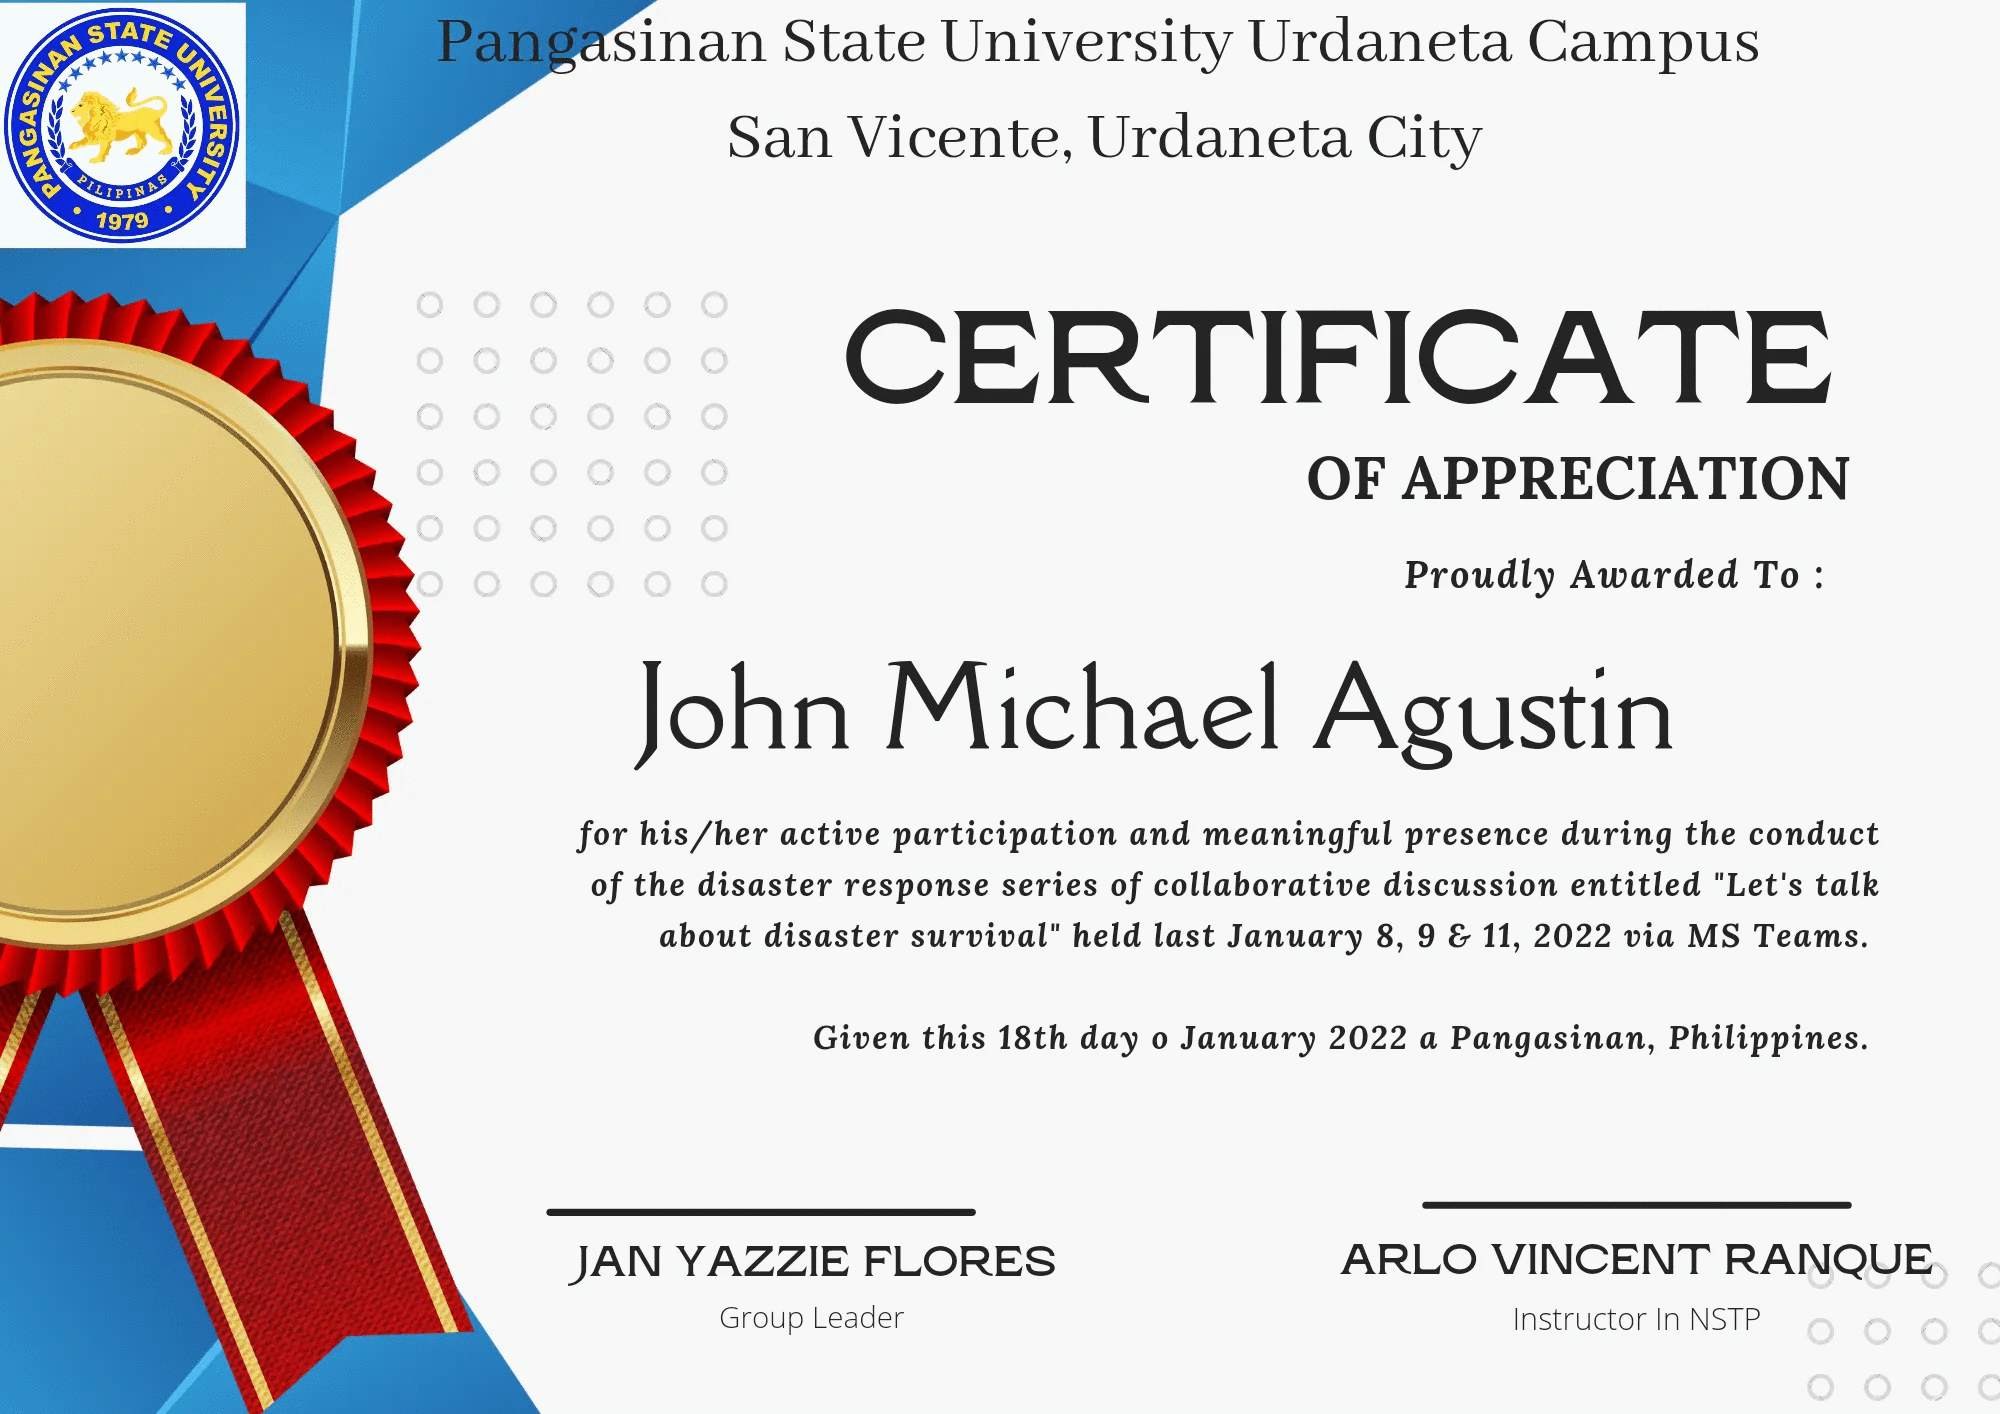 PANGASINAN STATE UNIVERSITY
PILIPINAS
1979
Pangasinan State University Urdaneta Campus
San Vicente, Urdaneta City
CERTIFICATE
OF APPRECIATION
Proudly Awarded To :
John Michael Agustin
for his/her active participation and meaningful presence during the conduct
of the disaster response series of collaborative discussion entitled "Let's talk
about disaster survival" held last January 8, 9 & 11, 2022 via MS Teams.
Given this 18th day o January 2022 a Pangasinan, Philippines.
JAN YAZZIE FLORES
Group Leader
ARLO VINCENT RANQUE
Instructor In NSTP